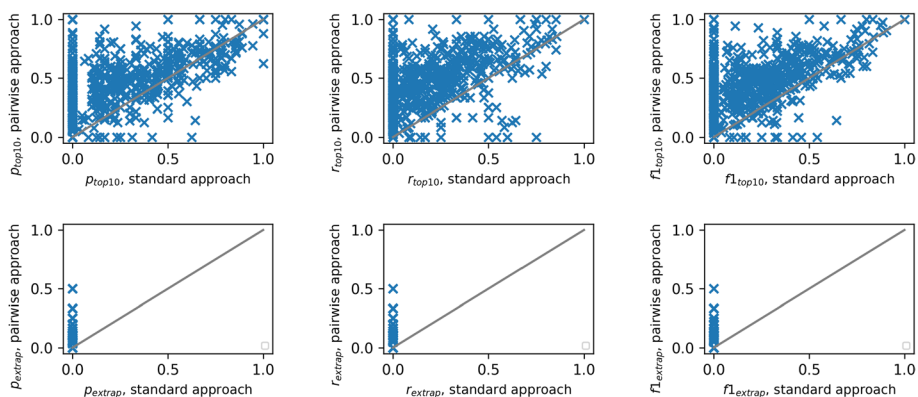 1.0
0.5
0.0
p_top10, pairwise approach
0.0 0.5 1.0
p_top10, standard approach
1.0
0.5
0.0
r_top10, pairwise approach
0.0 0.5 1.0
r_top10, standard approach
1.0
0.5
0.0
f1_top10, pairwise approach
0.0 0.5 1.0
f1_top10, standard approach
1.0
0.5
0.0
p_extrap, pairwise approach
0.0 0.5 1.0
p_extrap, standard approach
1.0
0.5
0.0
r_extrap, pairwise approach
0.0 0.5 1.0
r_extrap, standard approach
1.0
0.5
0.0
f1_extrap, pairwise approach
0.0 0.5 1.0
f1_extrap, standard approach